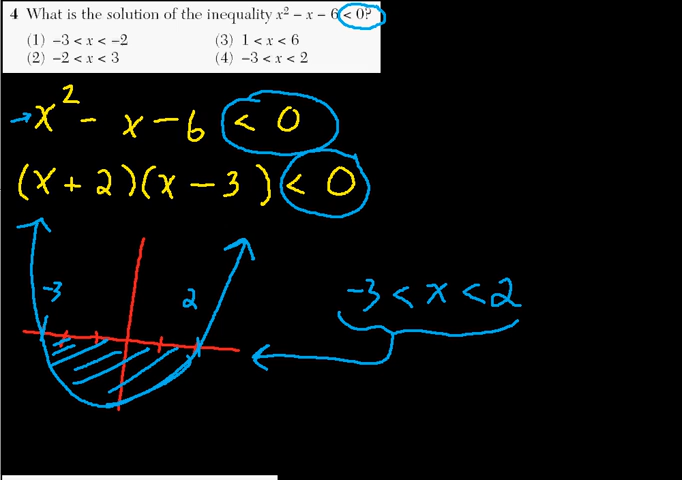 4 What is the solution of the inequality x² − x − 6 < 0?
(1) −3 < x < −2
(3) 1 < x < 6
(2) −2 < x < 3
(4) −3 < x < 2
→ x² − x − 6 < 0
(x + 2)(x − 3) < 0
-3
2
-3 < x < 2